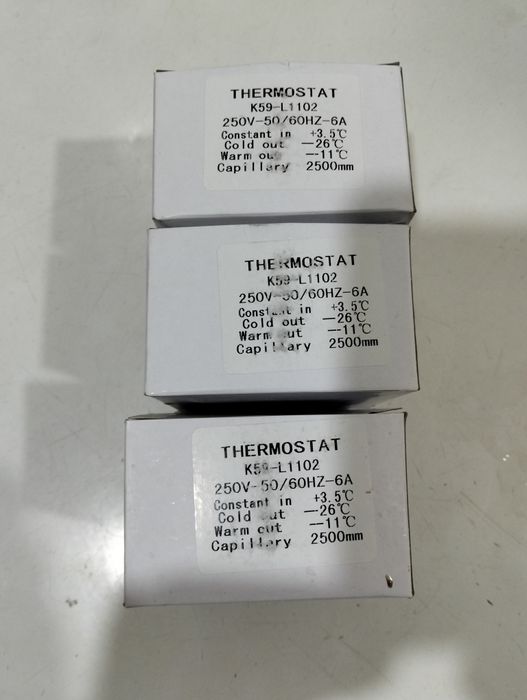 THERMOSTAT
K59-L1102
250V-50/60HZ-6A
Constant in +3.5℃
Cold out —26℃
Warm out —11℃
Capillary 2500mm
THERMOSTAT
K59-L1102
250V-50/60HZ-6A
Constant in +3.5℃
Cold out —26℃
Warm out —11℃
Capillary 2500mm
THERMOSTAT
K59-L1102
250V-50/60HZ-6A
Constant in +3.5℃
Cold out —26℃
Warm out —11℃
Capillary 2500mm